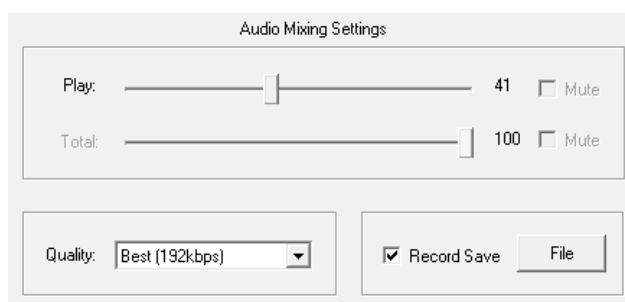 Audio Mixing Settings
Play: 41 Mute
Total: 100 Mute
Quality: Best (192kbps) Record Save File